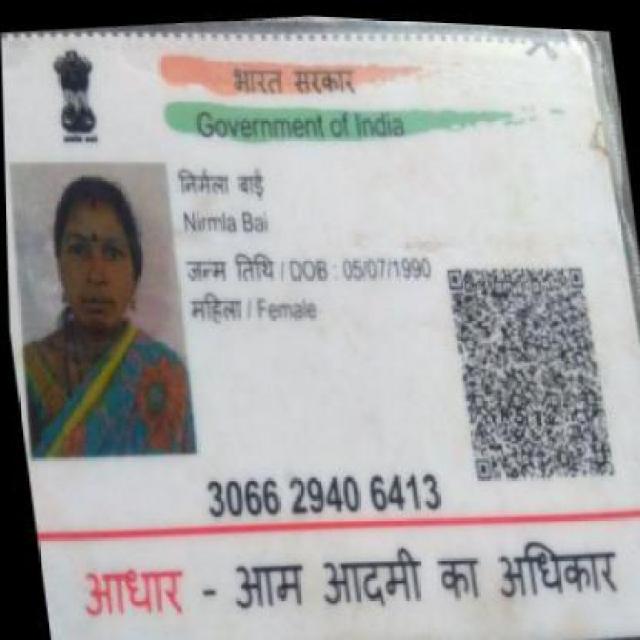 भारत सरकार
Government of India
निर्मला बाई
Nirmla Bai
जन्म तिथि / DOB : 05/07/1990
महिला / Female
3066 2940 6413
आधार - आम आदमी का अधिकार